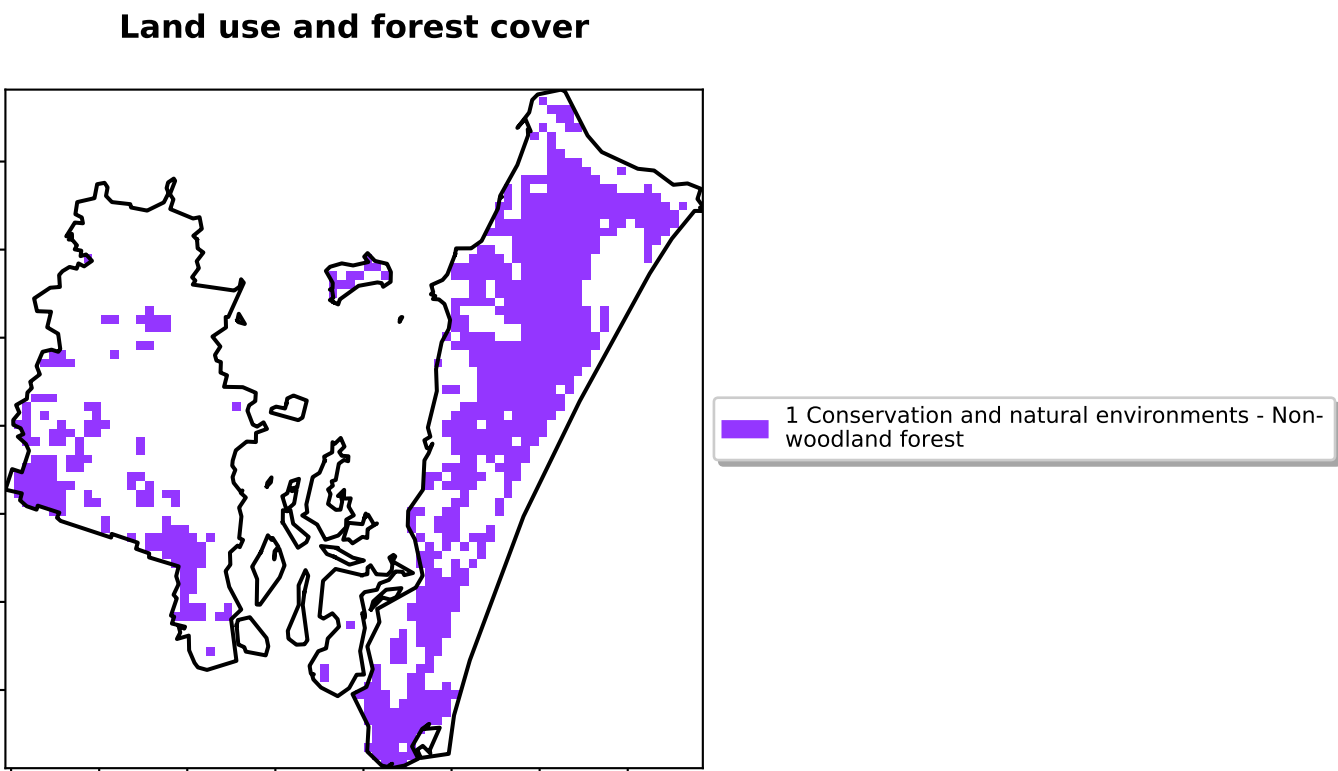 Land use and forest cover
1 Conservation and natural environments - Non-
woodland forest